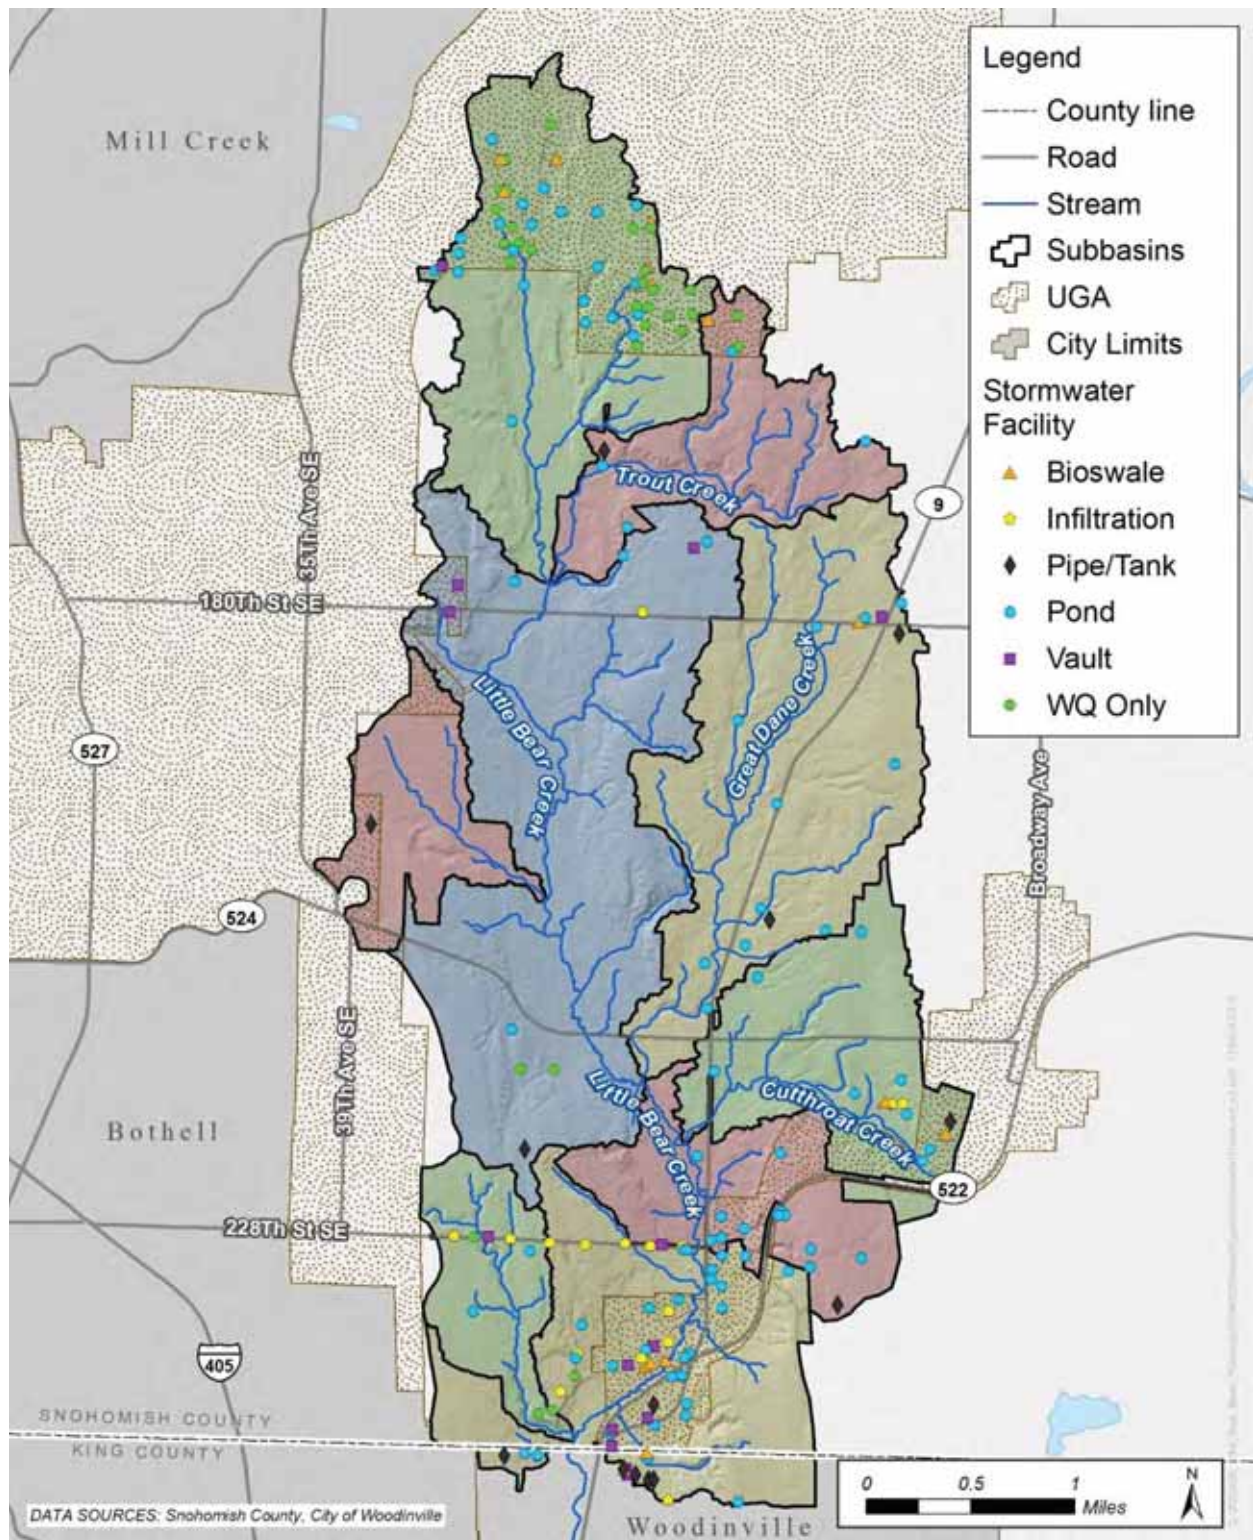 Legend
County line
Road
Stream
Subbasins
UGA
City Limits
Stormwater
Facility
Bioswale
Infiltration
Pipe/Tank
Pond
Vault
WQ Only
Mill Creek
35Th Ave SE
Trout Creek
9
180Th St SE
Little Bear Creek
Great Dane Creek
527
Broadway Ave
524
39Th Ave SE
Little Bear Creek
Cutthroat Creek
Bothell
522
228Th St SE
405
SNOHOMISH COUNTY
KING COUNTY
0 0.5 1
Miles
N
DATA SOURCES: Snohomish County, City of Woodinville
Woodinville